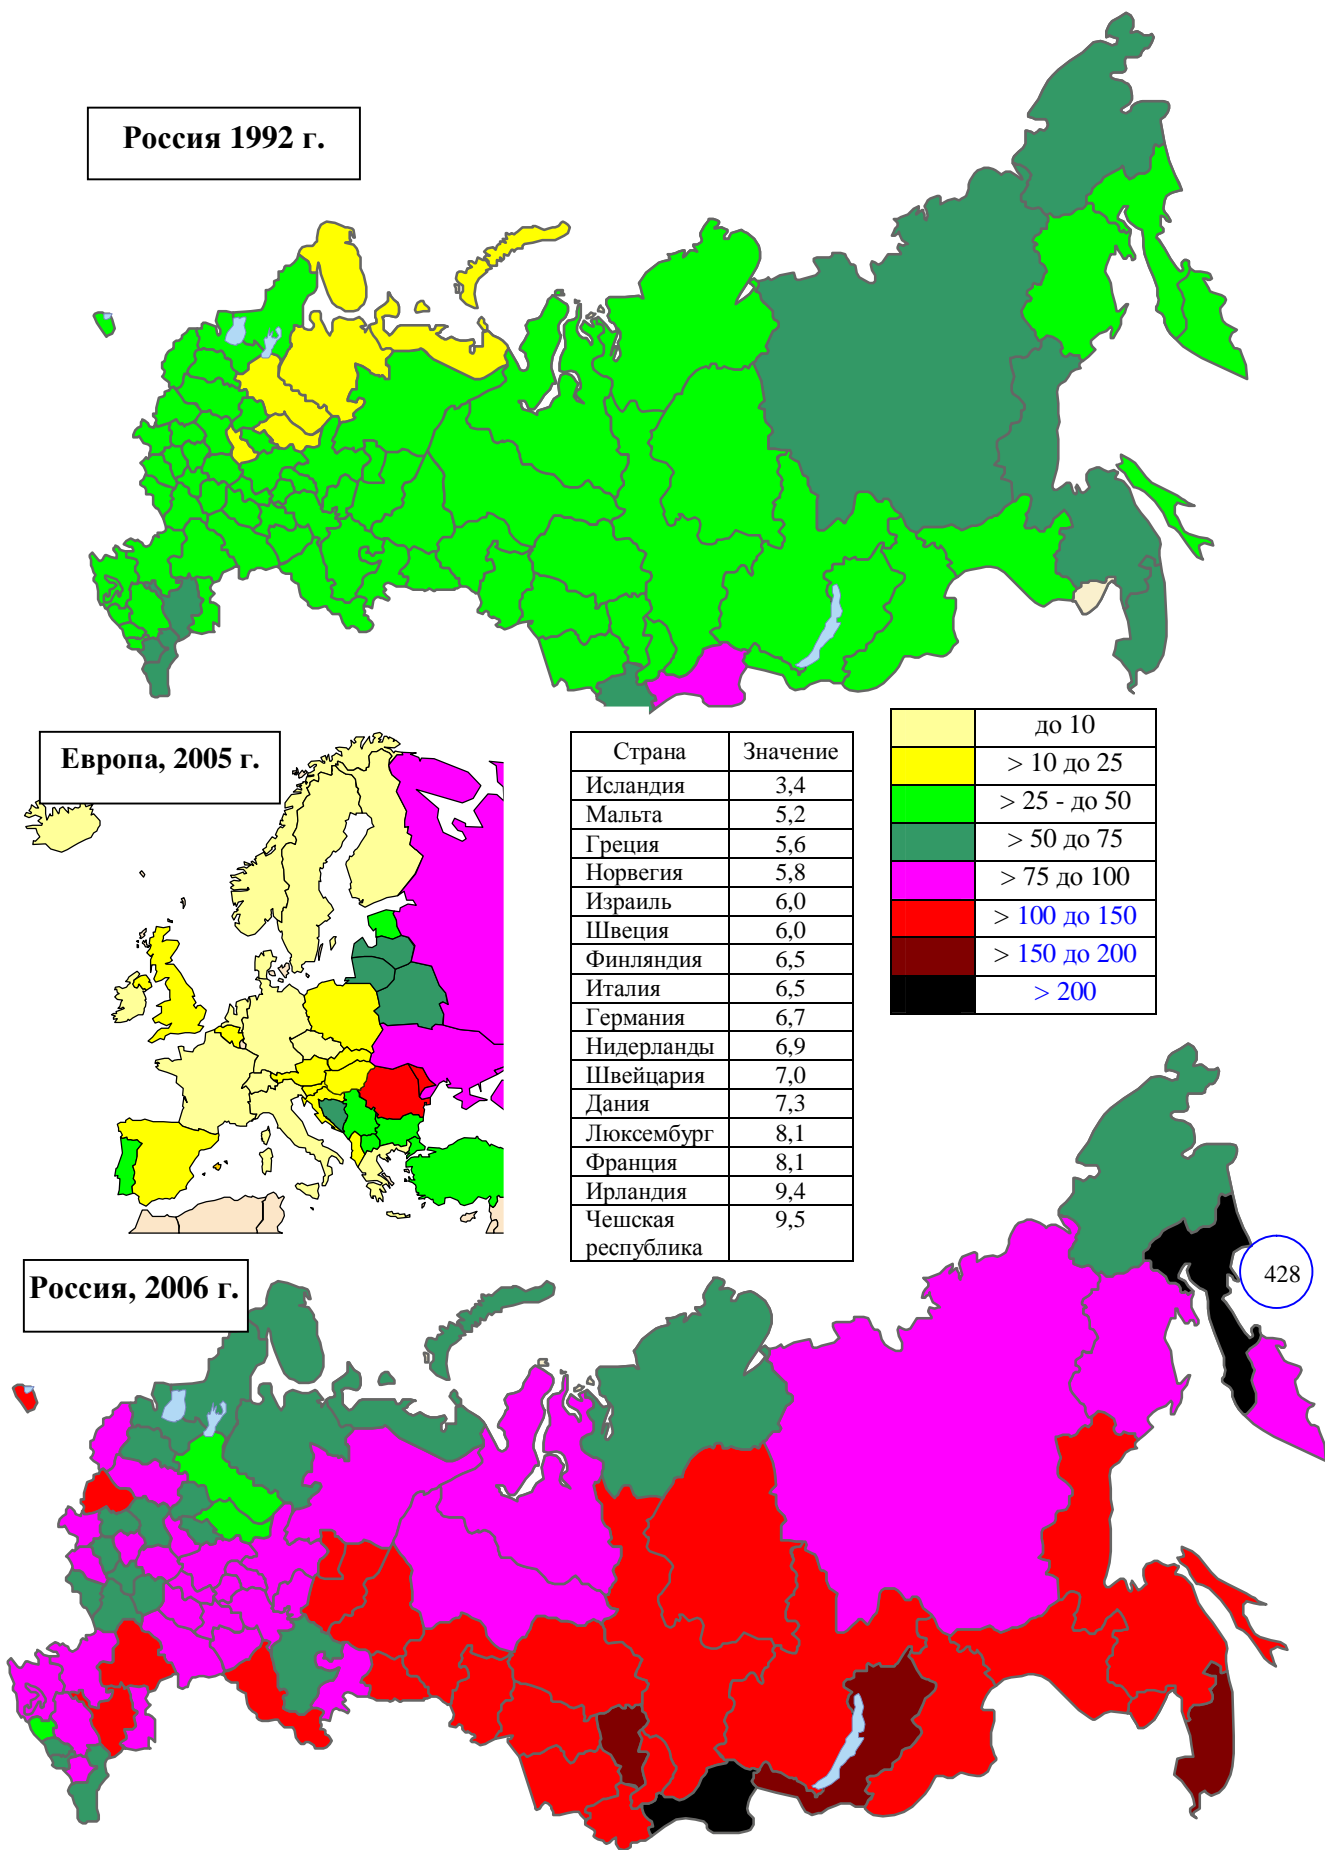 Россия 1992 г.
Европа, 2005 г.
Страна Значение
Исландия 3,4
Мальта 5,2
Греция 5,6
Норвегия 5,8
Израиль 6,0
Швеция 6,0
Финляндия 6,5
Италия 6,5
Германия 6,7
Нидерланды 6,9
Швейцария 7,0
Дания 7,3
Люксембург 8,1
Франция 8,1
Ирландия 9,4
Чешская 9,5
республика
до 10
> 10 до 25
> 25 - до 50
> 50 до 75
> 75 до 100
> 100 до 150
> 150 до 200
> 200
Россия, 2006 г.
428